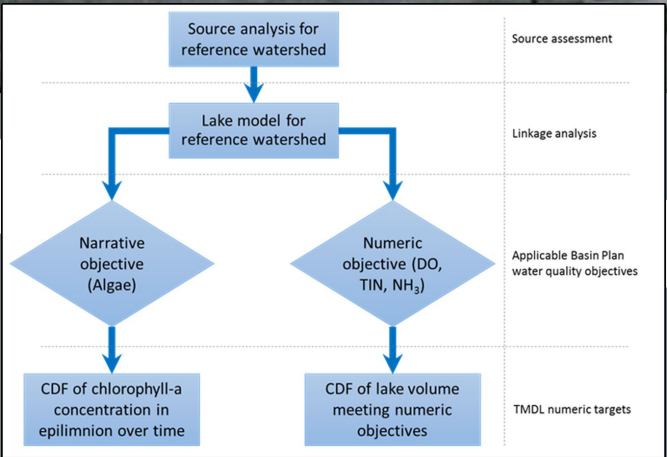 Source analysis for
reference watershed
Source assessment
Lake model for
reference watershed
Linkage analysis
Narrative
objective
(Algae)
Numeric
objective (DO,
TIN, NH₃)
Applicable Basin Plan
water quality objectives
CDF of chlorophyll-a
concentration in
epilimnion over time
CDF of lake volume
meeting numeric
objectives
TMDL numeric targets